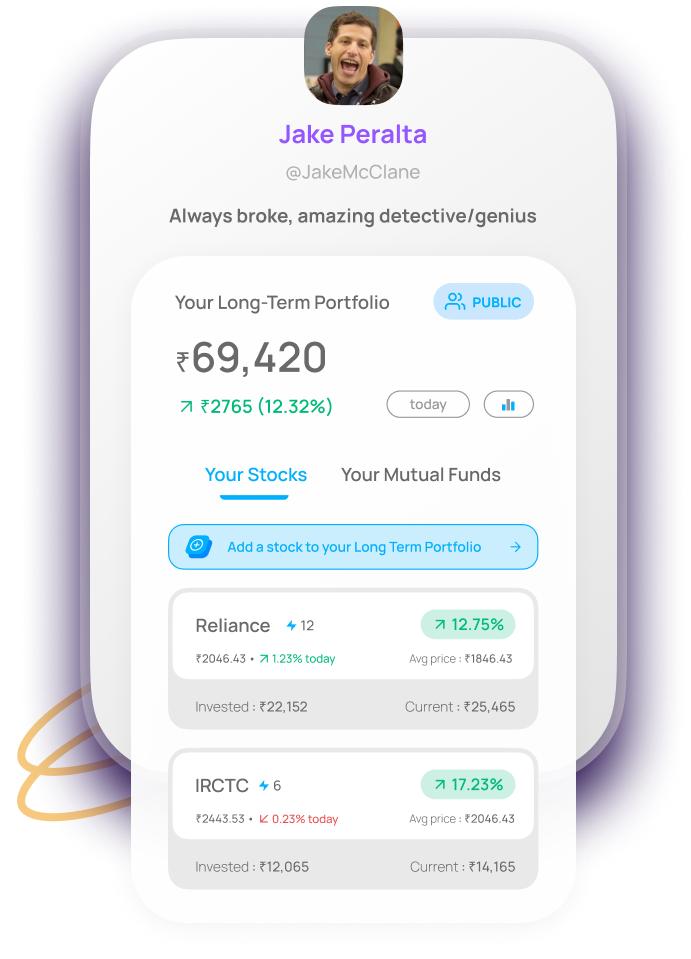 Jake Peralta
@JakeMcClane
Always broke, amazing detective/genius
Your Long-Term Portfolio PUBLIC
₹69,420
₹2765 (12.32%) today
Your Stocks Your Mutual Funds
Add a stock to your Long Term Portfolio
Reliance 12 12.75%
₹2046.43 • 1.23% today Avg price : ₹1846.43
Invested : ₹22,152 Current : ₹25,465
IRCTC 6 17.23%
₹2443.53 • 0.23% today Avg price : ₹2046.43
Invested : ₹12,065 Current : ₹14,165